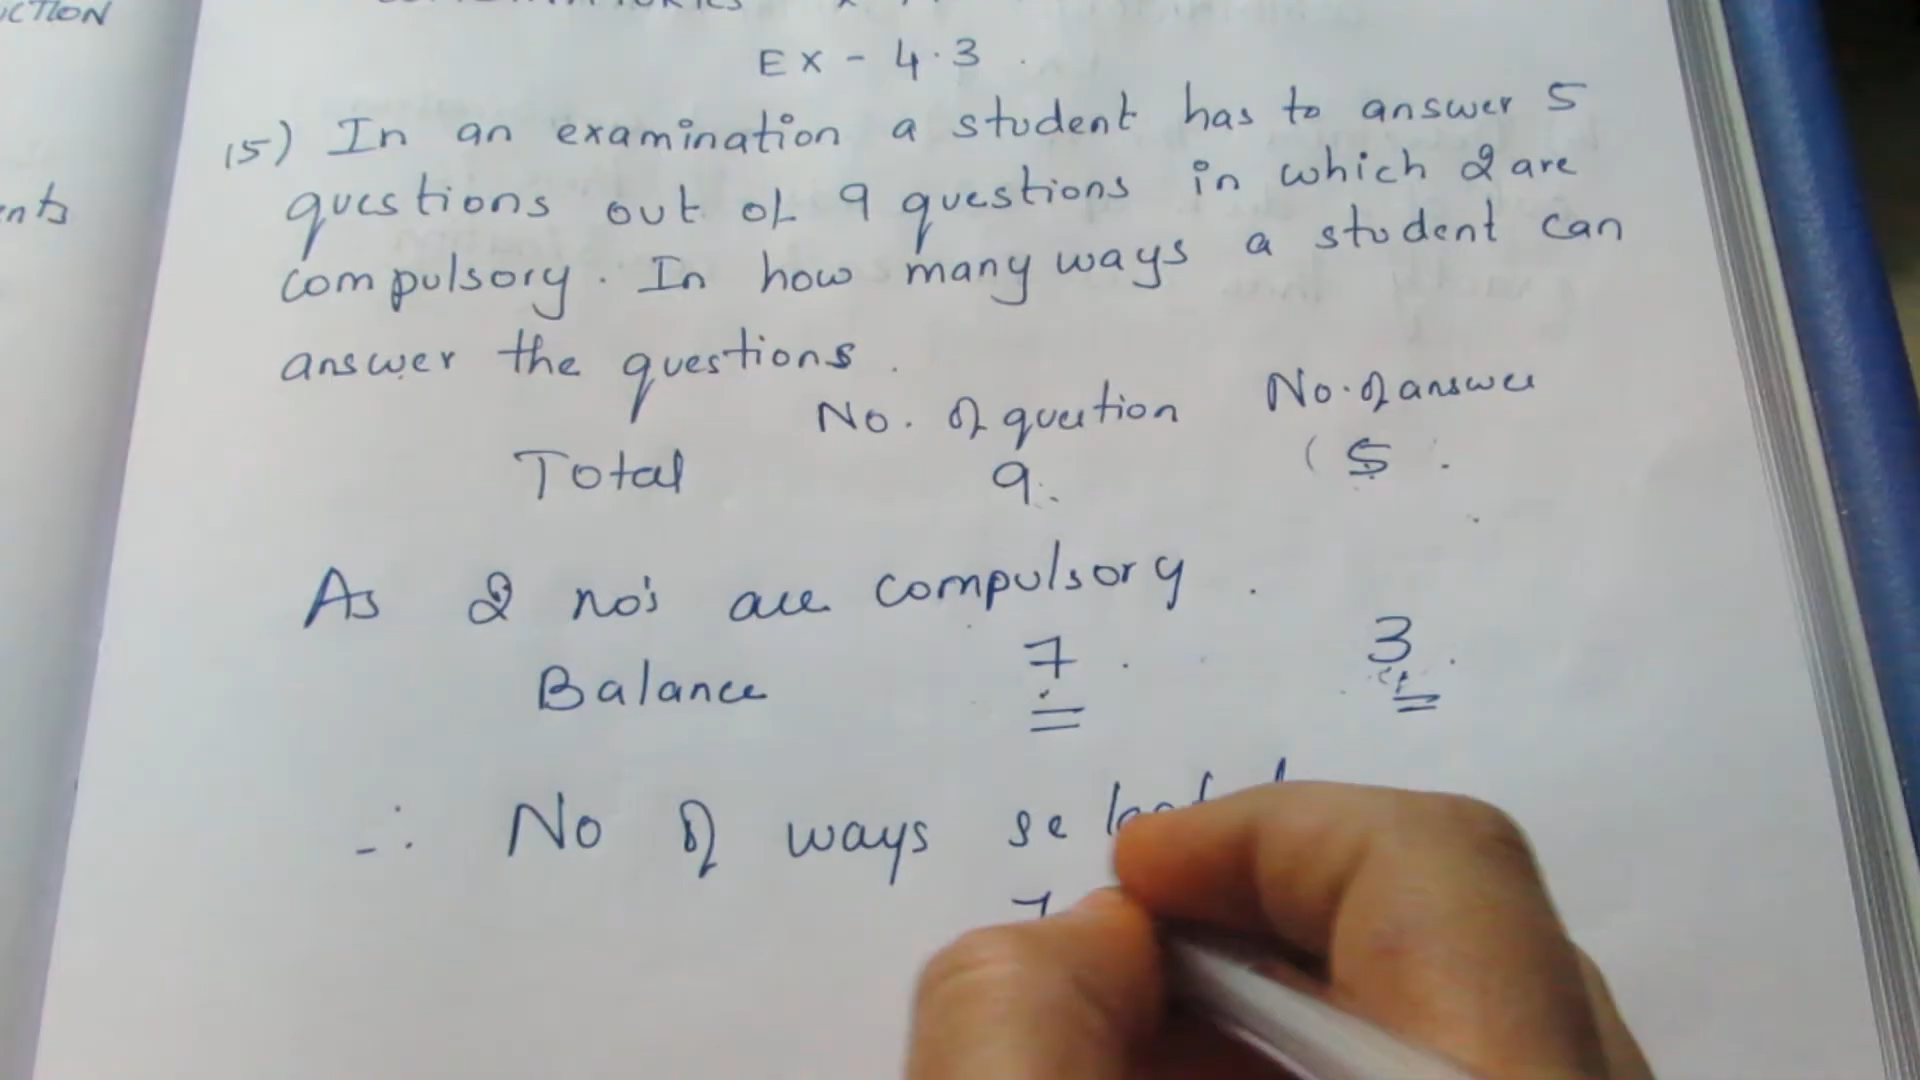 UCTION
EX - 4.3
15) In an examination a student has to answer 5
questions out of 9 questions in which 2 are
compulsory. In how many ways a student can
answer the questions.
No. of question No. of answer
Total 9 5
As 2 no's are compulsory.
Balance 7 3
∴ No of ways
7